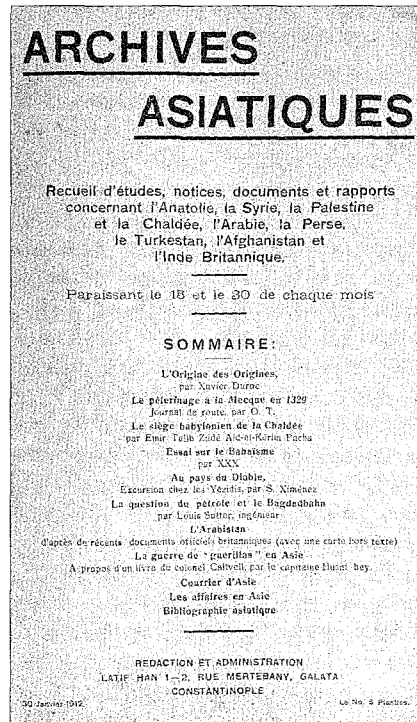 ARCHIVES
ASIATIQUES
Recueil d'études, notices, documents et rapports
concernant l'Anatolie, la Syrie, la Palestine
et la Chaldée, l'Arabie, la Perse,
le Turkestan, l'Afghanistan et
l'Inde Britannique.
Paraissant le 15 et le 30 de chaque mois
SOMMAIRE:
L'Origine des Origines,
par Xavier Duroc
Le pèlerinage à la Mecque en 1329
Journal de route, par O. T.
Le siège babylonien de la Chaldée
par Emir Talib Zadé Abd-el-Kérim Pacha
Essai sur le Babaïsme
par XXX
Au pays du Diable,
Excursion chez les Yézidis, par S. Ximénez
La question du pétrole et le Bagdadbahn
par Louis Sutter, ingénieur
L'Arabistan
d'après de récents documents officiels britanniques (avec une carte hors texte)
La guerre de "guerillas" en Asie
A propos d'un livre du colonel Callwell, par le capitaine bey.
Courrier d'Asie
Les affaires en Asie
Bibliographie asiatique
REDACTION ET ADMINISTRATION
LATIF HAN 1—2, RUE MERTEBANY, GALATA
CONSTANTINOPLE
30 Janvier 1912.
Le No. 5 Piastres.